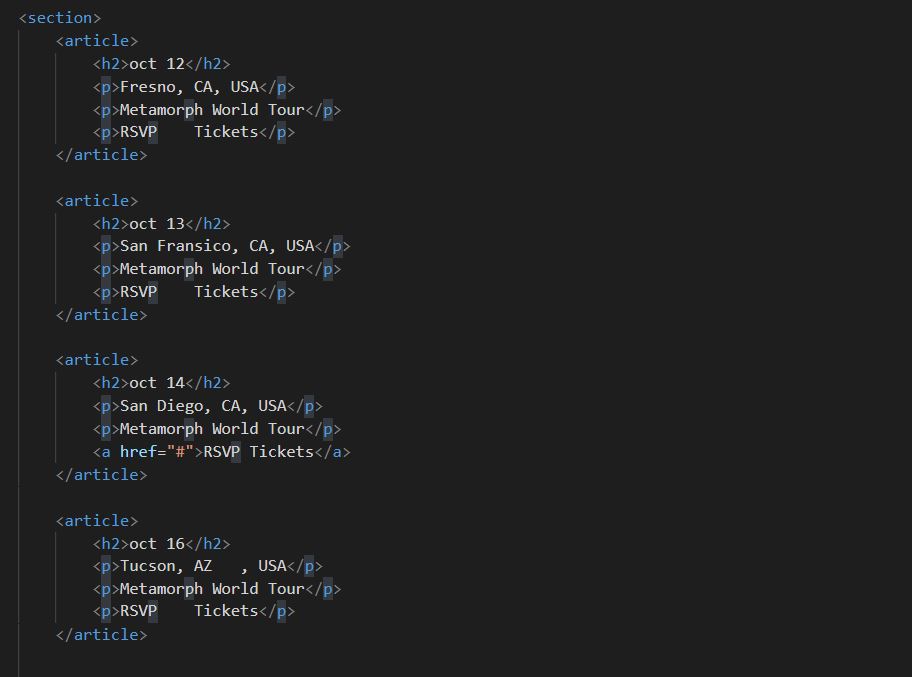 <section>
    <article>
        <h2>oct 12</h2>
        <p>Fresno, CA, USA</p>
        <p>Metamorph World Tour</p>
        <p>RSVP    Tickets</p>
    </article>

    <article>
        <h2>oct 13</h2>
        <p>San Fransico, CA, USA</p>
        <p>Metamorph World Tour</p>
        <p>RSVP    Tickets</p>
    </article>

    <article>
        <h2>oct 14</h2>
        <p>San Diego, CA, USA</p>
        <p>Metamorph World Tour</p>
        <a href="#">RSVP Tickets</a>
    </article>

    <article>
        <h2>oct 16</h2>
        <p>Tucson, AZ   , USA</p>
        <p>Metamorph World Tour</p>
        <p>RSVP    Tickets</p>
    </article>